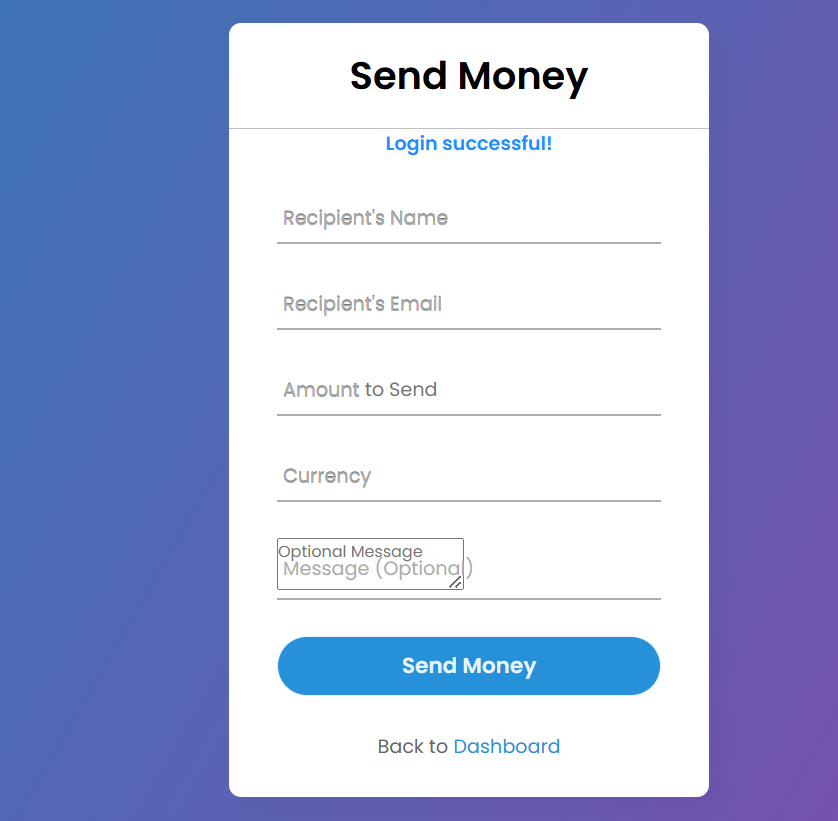 Send Money
Login successful!
Recipient's Name
Recipient's Email
Amount to Send
Currency
Optional Message
Message (Optional)
Send Money
Back to Dashboard